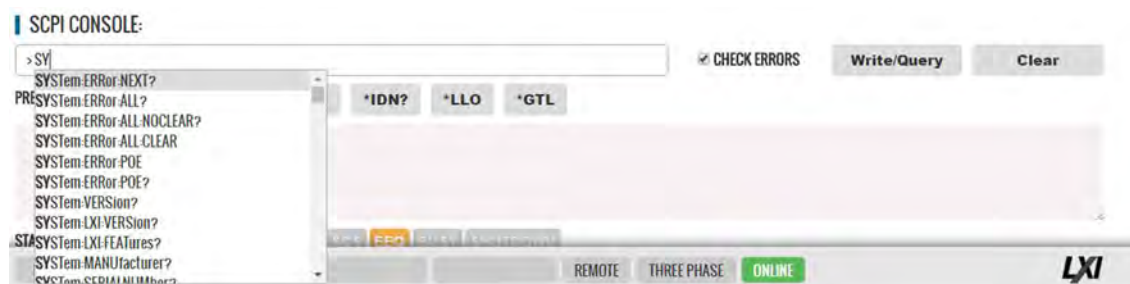 SCPI CONSOLE:
>SY
CHECK ERRORS
Write/Query
Clear
SYSTem:ERRor:NEXT?
SYSTem:ERRor:ALL?
*IDN?
*LLO
*GTL
SYSTem:ERRor:ALL:NOCLEAR?
SYSTem:ERRor:ALL:CLEAR
SYSTem:ERRor:POE
SYSTem:ERRor:POE?
SYSTem:VERSion?
SYSTem:LXI:VERSion?
SYSTem:LXI:FEATures?
SYSTem:MANUfacturer?
SYSTem:SERIALNUMber?
REMOTE
THREE PHASE
ONLINE
LXI